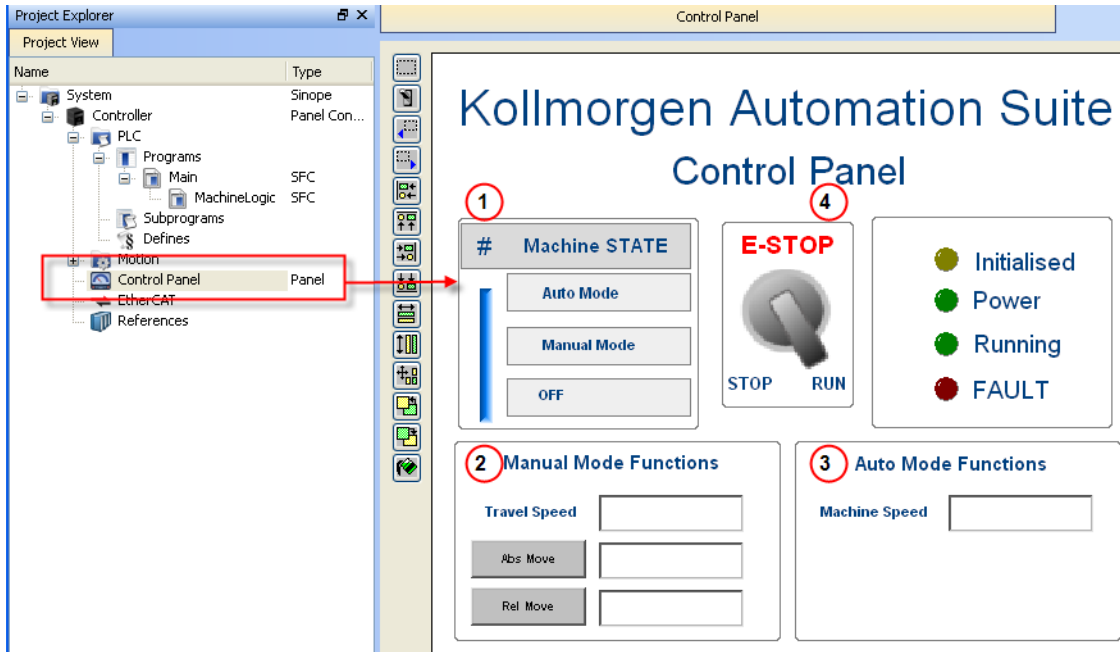 Project Explorer
Project View
Name Type
System Sinope
Controller Panel Con...
PLC
Programs
Main SFC
MachineLogic SFC
Subprograms
Defines
Motion
Control Panel Panel
EtherCAT
References
Control Panel
Kollmorgen Automation Suite
Control Panel
1
# Machine STATE
Auto Mode
Manual Mode
OFF
4
E-STOP
STOP RUN
Initialised
Power
Running
FAULT
2 Manual Mode Functions
Travel Speed
Abs Move
Rel Move
3 Auto Mode Functions
Machine Speed